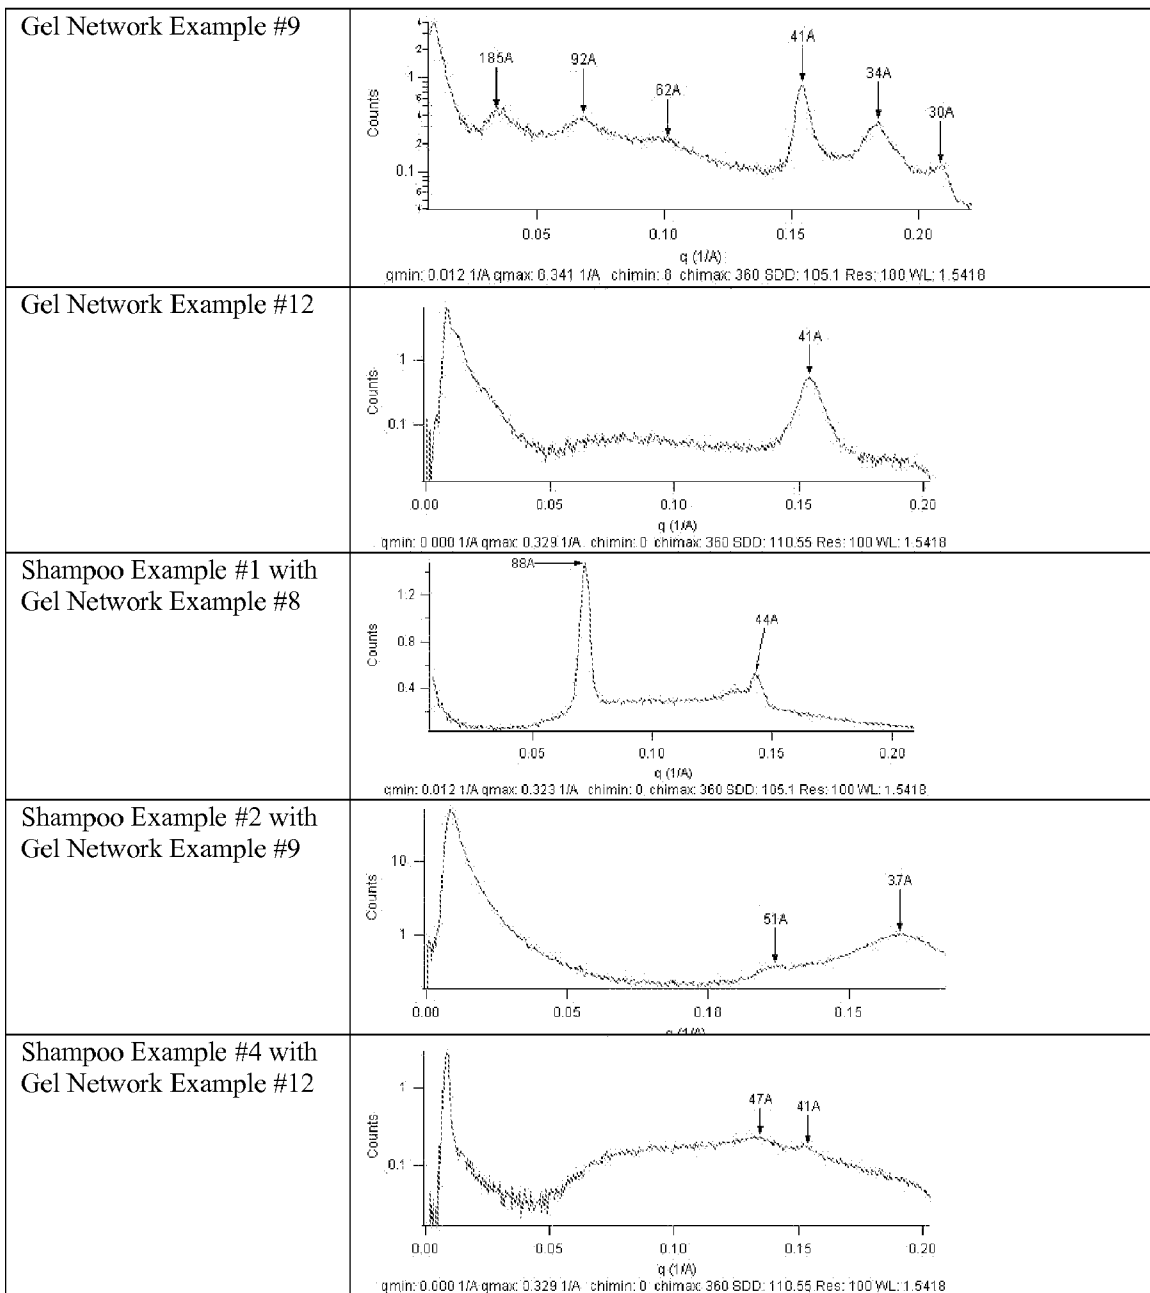 Gel Network Example #9
4
2
1
6
4
2
0.1
6
4
Counts
185A
92A
62A
41A
34A
30A
0.05 0.10 0.15 0.20
q (1/A)
qmin: 0.012 1/A qmax: 0.341 1/A chimin: 0 chimax: 360 SDD: 105.1 Res: 100 WL: 1.5418
Gel Network Example #12
1
0.1
Counts
41A
0.00 0.05 0.10 0.15 0.20
q (1/A)
qmin: 0.000 1/A qmax: 0.329 1/A chimin: 0 chimax: 360 SDD: 110.55 Res: 100 WL: 1.5418
Shampoo Example #1 with
Gel Network Example #8
88A
1.2
0.8
0.4
Counts
44A
0.05 0.10 0.15 0.20
q (1/A)
qmin: 0.012 1/A qmax: 0.323 1/A chimin: 0 chimax: 360 SDD: 105.1 Res: 100 WL: 1.5418
Shampoo Example #2 with
Gel Network Example #9
10
1
Counts
51A
37A
0.00 0.05 0.10 0.15
q (1/A)
Shampoo Example #4 with
Gel Network Example #12
1
0.1
Counts
47A 41A
0.00 0.05 0.10 0.15 0.20
q (1/A)
qmin: 0.000 1/A qmax: 0.329 1/A chimin: 0 chimax: 360 SDD: 110.55 Res: 100 WL: 1.5418